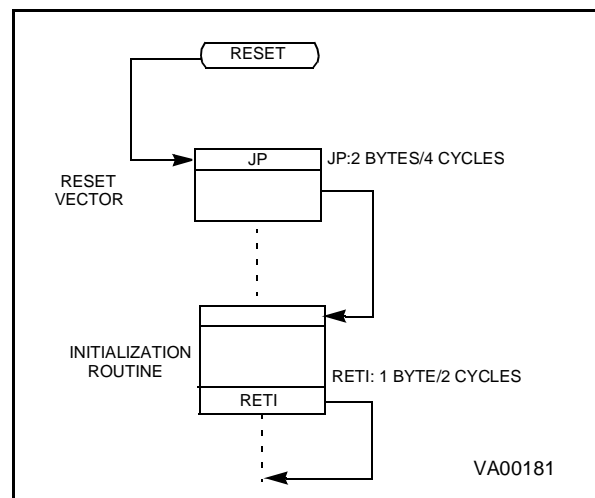 RESET
JP
JP:2 BYTES/4 CYCLES
RESET
VECTOR
INITIALIZATION
ROUTINE
RETI: 1 BYTE/2 CYCLES
RETI
VA00181